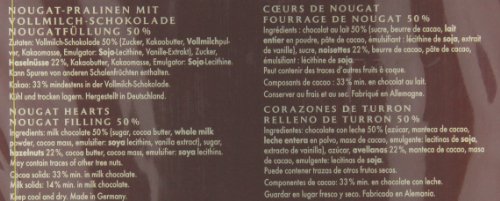 NOUGAT-PRALINEN MIT
VOLLMILCH-SCHOKOLADE
NOUGATFÜLLUNG 50%
Zutaten: Vollmilch-Schokolade 50% [Zucker, Kakaobutter, Vollmilchpul-
ver, Kakaomasse, Emulgator: Soja-Lecithine, Vanille-Extrakt], Zucker,
Haselnüsse 22%, Kakaobutter, Kakaomasse, Emulgator: Soja-Lecithine.
Kann Spuren von anderen Schalenfrüchten enthalten.
Kakao: 33% mindestens in der Vollmilch-Schokolade.
Kühl und trocken lagern. Hergestellt in Deutschland.
NOUGAT HEARTS
NOUGAT FILLING 50%
Ingredients: milk chocolate 50% (sugar, cocoa butter, whole milk
powder, cocoa mass, emulsifier: soya lecithins, vanilla extract), sugar,
hazelnuts 22%, cocoa butter, cocoa mass, emulsifier: soya lecithins.
May contain traces of other tree nuts.
Cocoa solids: 33% min. in milk chocolate.
Milk solids: 14% min. in milk chocolate.
Keep cool and dry. Made in Germany.
CŒURS DE NOUGAT
FOURRAGE DE NOUGAT 50%
Ingrédients : chocolat au lait 50% (sucre, beurre de cacao, lait
entier en poudre, pâte de cacao, émulsifiant : lécithine de soja, extrait
de vanille), sucre, noisettes 22%, beurre de cacao, pâte de cacao,
émulsifiant : lécithine de soja.
Peut contenir des traces d'autres fruits à coque.
Composants de cacao : 33% min. en chocolat au lait.
Conserver au frais et au sec. Fabriqué en Allemagne.
CORAZONES DE TURRON
RELLENO DE TURRON 50%
Ingredientes: chocolate con leche 50% (azúcar, manteca de cacao,
leche entera en polvo, masa de cacao, emulgente: lecitinas de soja,
extracto de vanilla), azúcar, avellanas 22%, manteca de cacao, masa
de cacao, emulgente: lecitinas de soja.
Puede contener trazas de otros frutos secos.
Componentes de cacao: 33% min. en chocolate con leche.
Guardar en lugar fresco y seco. Fabricado en Alemania.